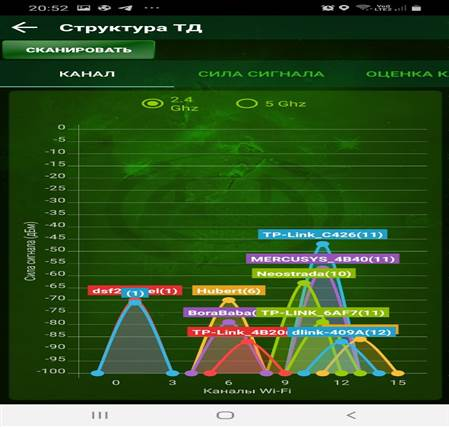 20:52
Структура ТД
СКАНИРОВАТЬ
КАНАЛ СИЛА СИГНАЛА ОЦЕНКА К
2.4 Ghz
5 Ghz
0
-5
-10
-15
-20
-25
-30
-35
-40
-45
-50
-55
-60
-65
-70
-75
-80
-85
-90
-95
-100
Сила сигнала (дБм)
TP-Link_C426(11)
MERCUSYS_4B40(11)
Neostrada(10)
(1)
Hubert(6)
BoraBaba(
TP-LINK_6AF7(11)
TP-Link_4B20(
dlink-409A(12)
0 3 6 9 12 15
Каналы Wi-Fi